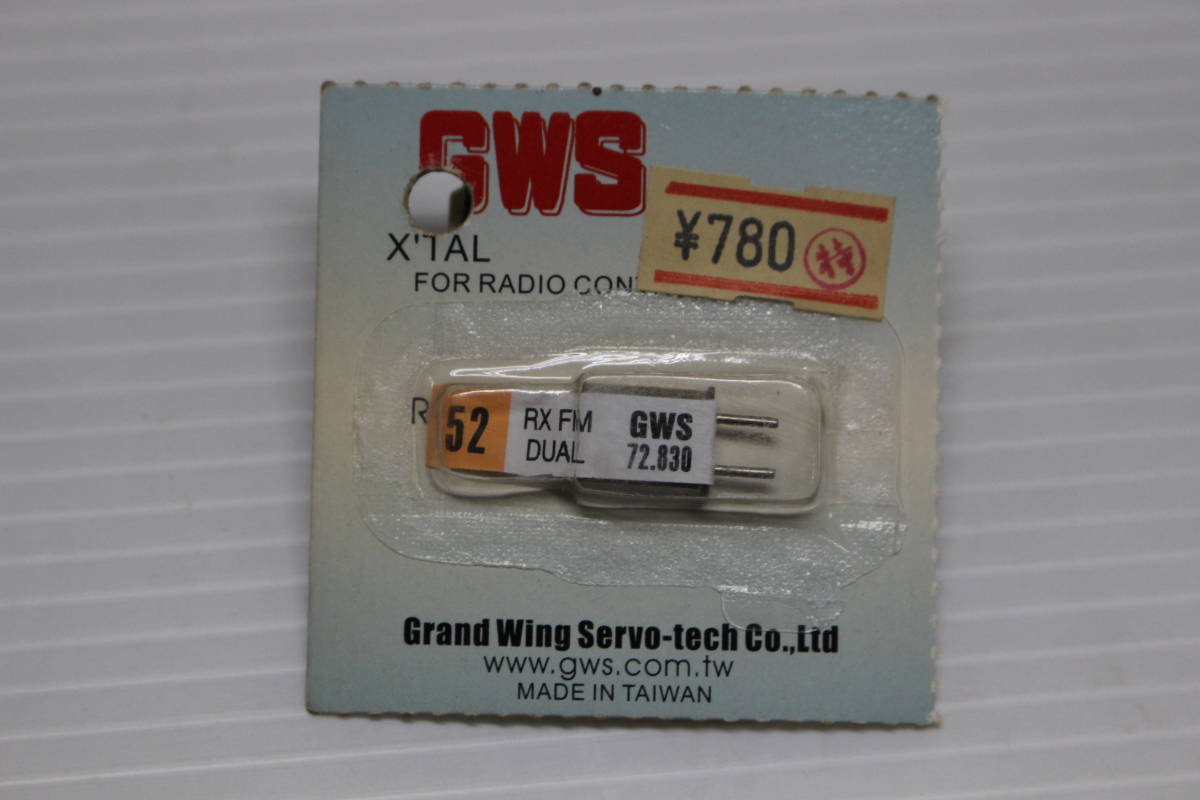 GWS
¥780 特
X'TAL
FOR RADIO CON
R
52
RX FM
DUAL
GWS
72.830
Grand Wing Servo-tech Co.,Ltd
www.gws.com.tw
MADE IN TAIWAN